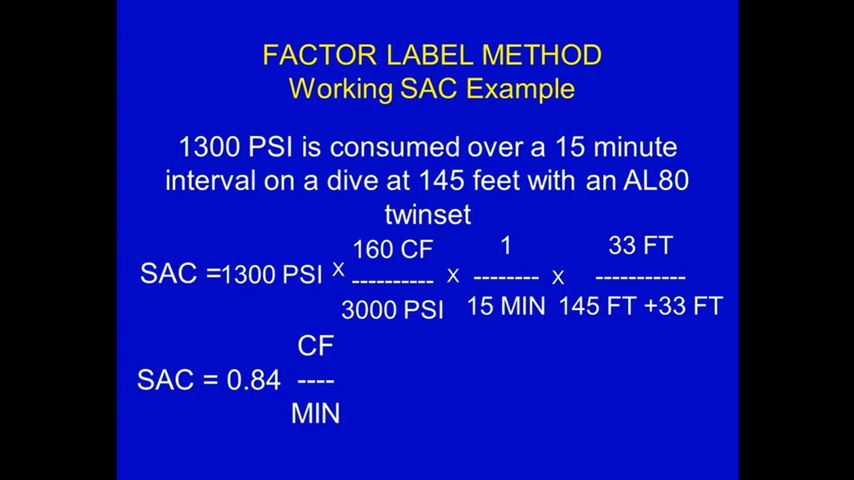 FACTOR LABEL METHOD
Working SAC Example
1300 PSI is consumed over a 15 minute
interval on a dive at 145 feet with an AL80
twinset
160 CF 1 33 FT
SAC =1300 PSI X ---------- X -------- X -----------
3000 PSI 15 MIN 145 FT +33 FT
CF
SAC = 0.84 ----
MIN